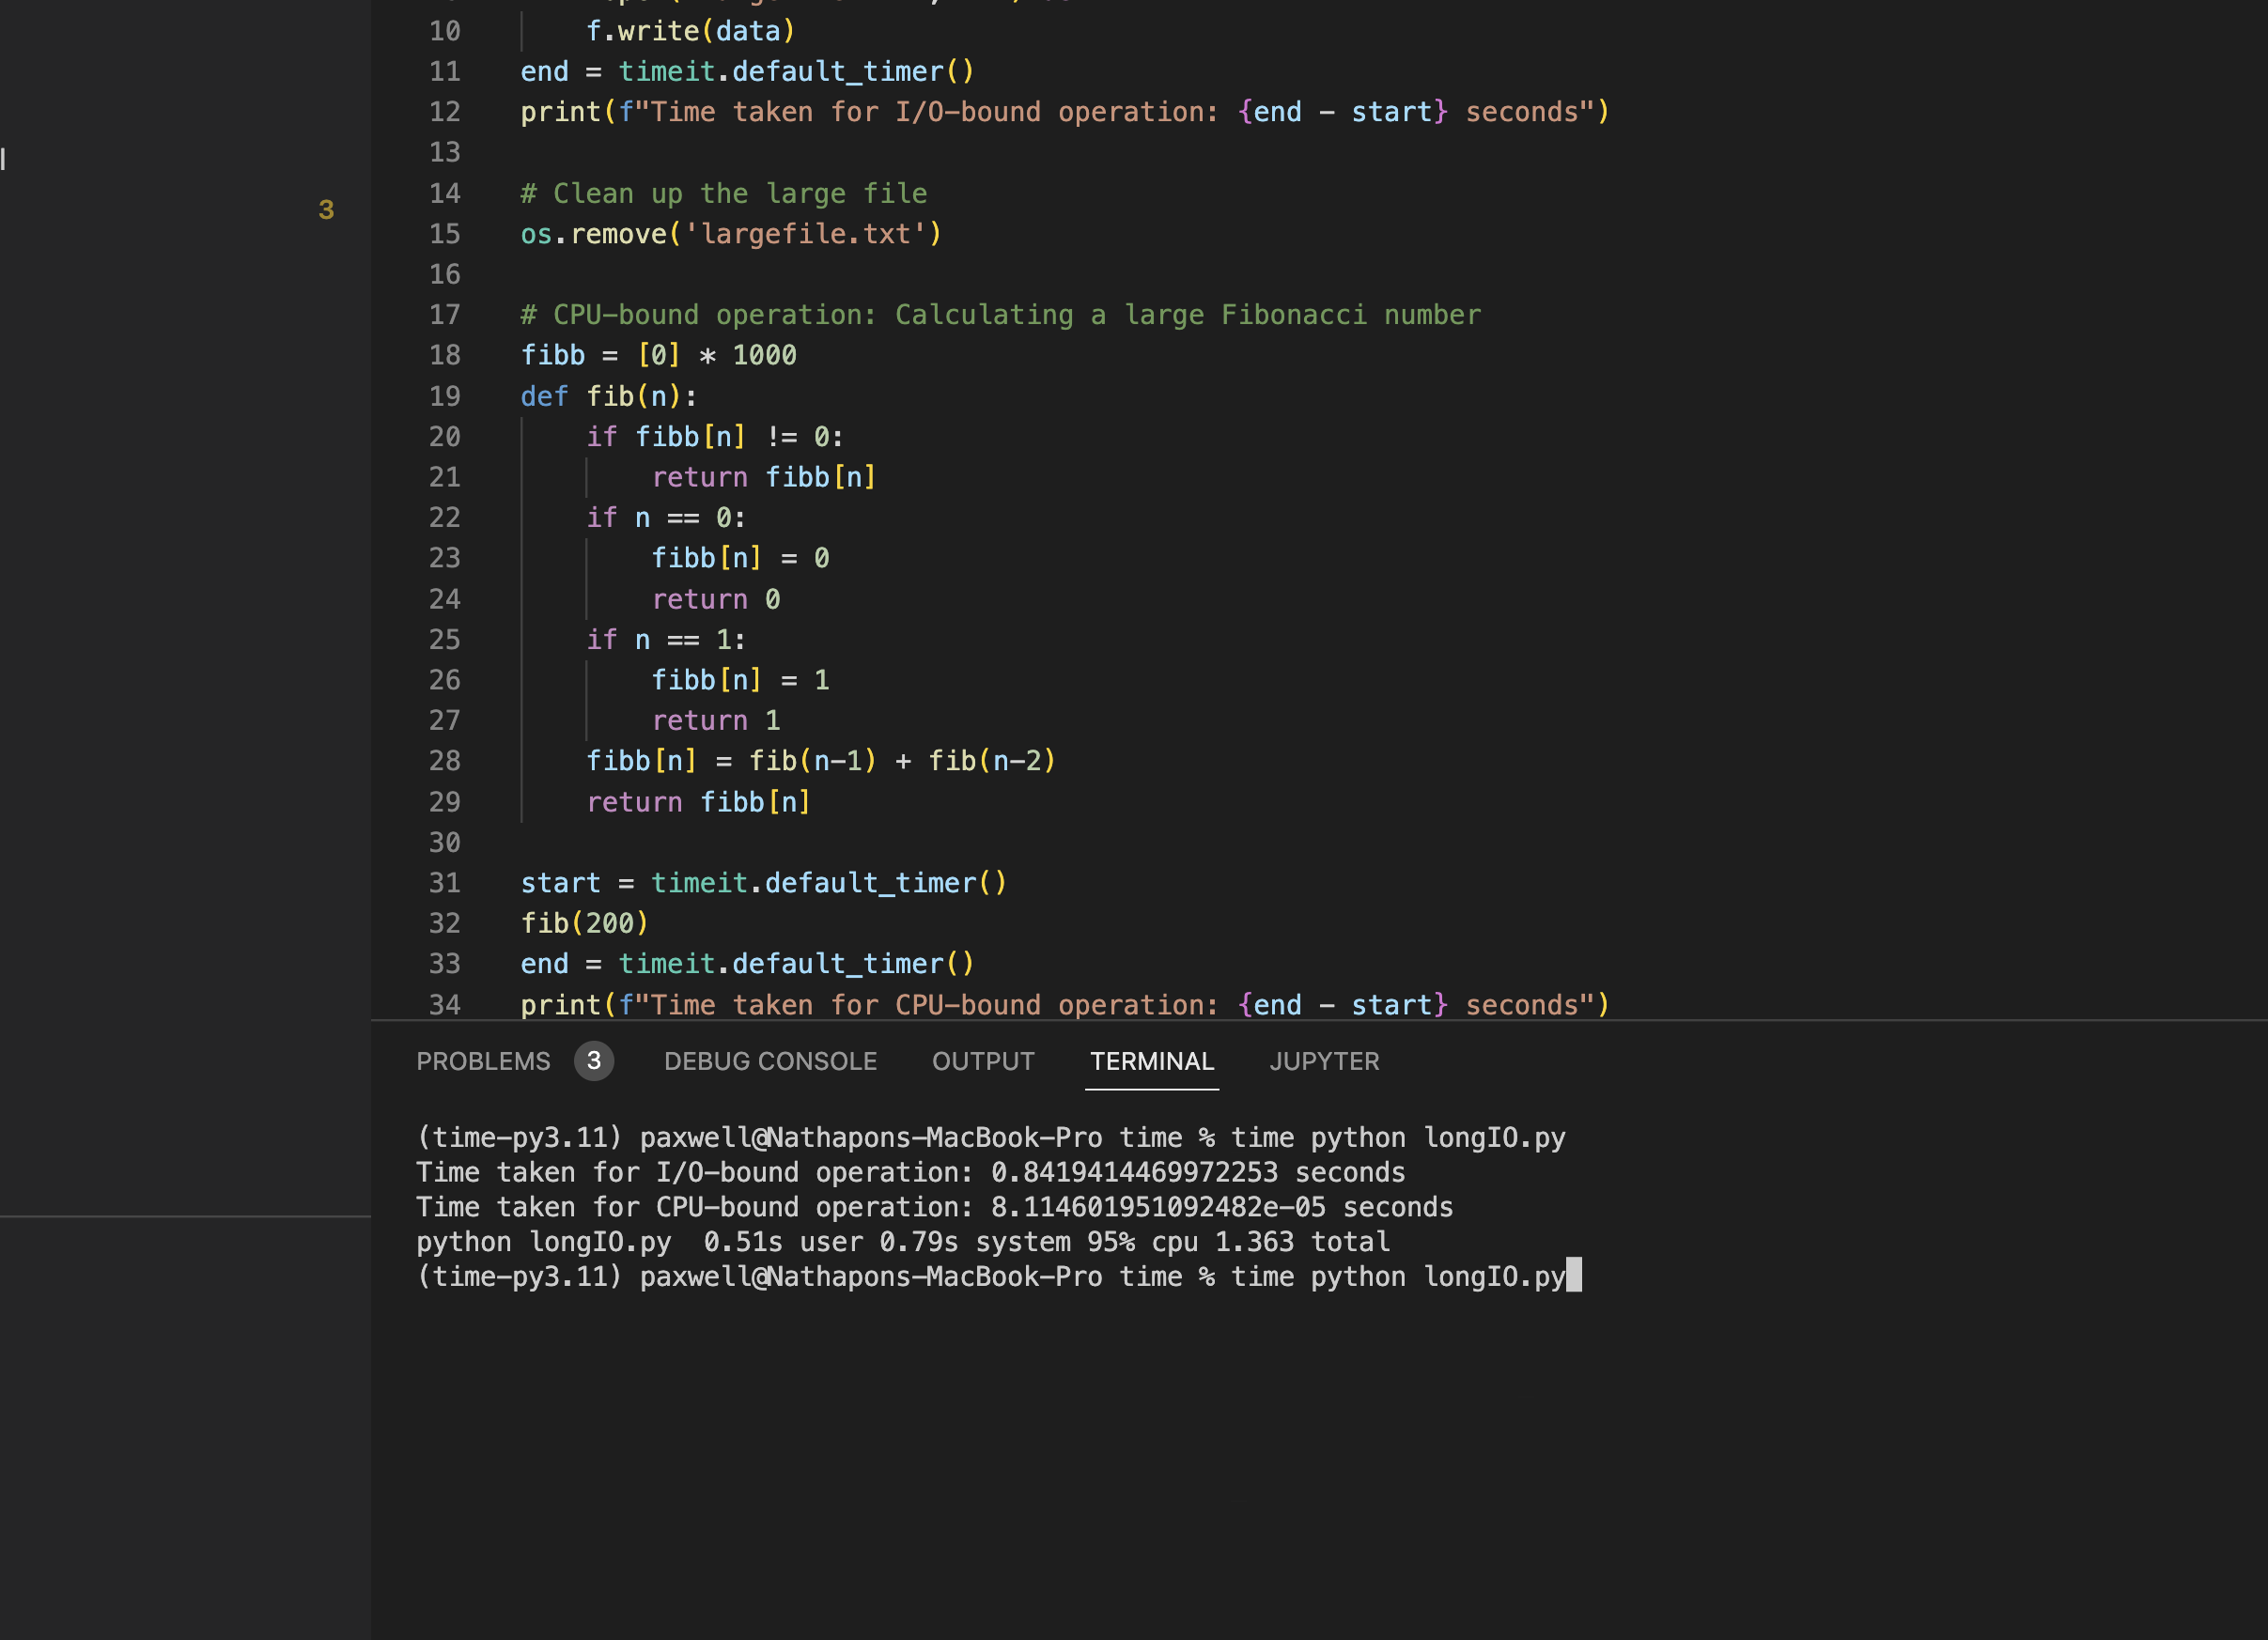 10 f.write(data)
11 end = timeit.default_timer()
12 print(f"Time taken for I/O-bound operation: {end - start} seconds")
13
14 # Clean up the large file
15 os.remove('largefile.txt')
16
17 # CPU-bound operation: Calculating a large Fibonacci number
18 fibb = [0] * 1000
19 def fib(n):
20 if fibb[n] != 0:
21 return fibb[n]
22 if n == 0:
23 fibb[n] = 0
24 return 0
25 if n == 1:
26 fibb[n] = 1
27 return 1
28 fibb[n] = fib(n-1) + fib(n-2)
29 return fibb[n]
30
31 start = timeit.default_timer()
32 fib(200)
33 end = timeit.default_timer()
34 print(f"Time taken for CPU-bound operation: {end - start} seconds")
3
PROBLEMS 3 DEBUG CONSOLE OUTPUT TERMINAL JUPYTER
(time-py3.11) paxwell@Nathapons-MacBook-Pro time % time python longIO.py
Time taken for I/O-bound operation: 0.8419414469972253 seconds
Time taken for CPU-bound operation: 8.114601951092482e-05 seconds
python longIO.py 0.51s user 0.79s system 95% cpu 1.363 total
(time-py3.11) paxwell@Nathapons-MacBook-Pro time % time python longIO.py